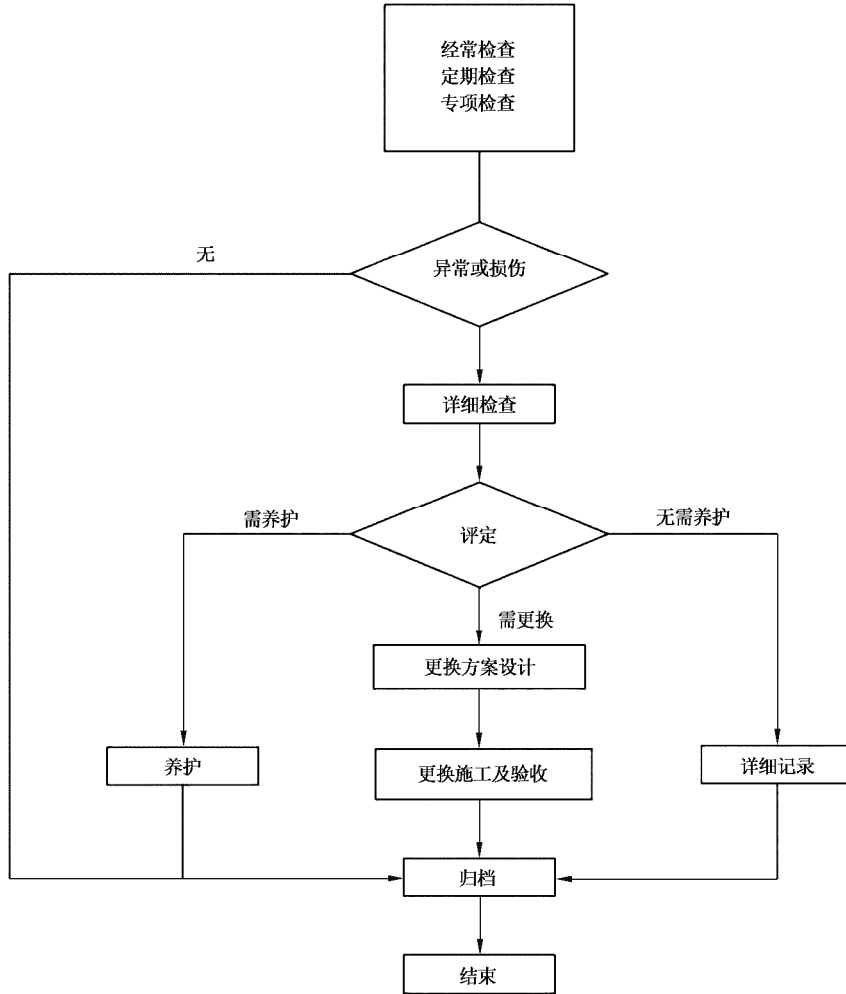 经常检查
定期检查
专项检查
无
异常或损伤
详细检查
需养护
评定
无需养护
需更换
更换方案设计
养护
更换施工及验收
详细记录
归档
结束